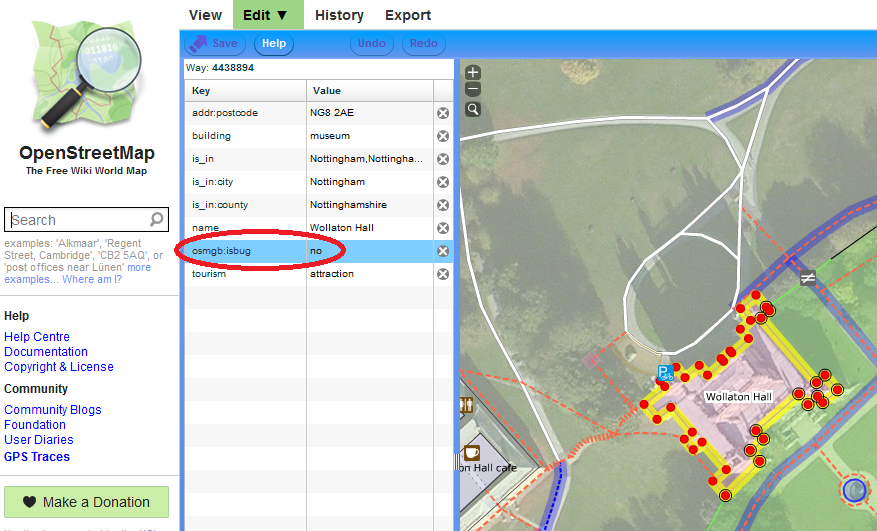 View Edit ▼ History Export
Save Help Undo Redo
Way: 4438894
Key Value
addr:postcode NG8 2AE
building museum
is_in Nottingham,Nottingha...
is_in:city Nottingham
is_in:county Nottinghamshire
name Wollaton Hall
osmgb:isbug no
tourism attraction
OpenStreetMap
The Free Wiki World Map
Search
examples: 'Alkmaar', 'Regent
Street, Cambridge', 'CB2 5AQ', or
'post offices near Lünen' more
examples... Where am I?
Help
Help Centre
Documentation
Copyright & License
Community
Community Blogs
Foundation
User Diaries
GPS Traces
Make a Donation
P
Wollaton Hall
on Hall cafe